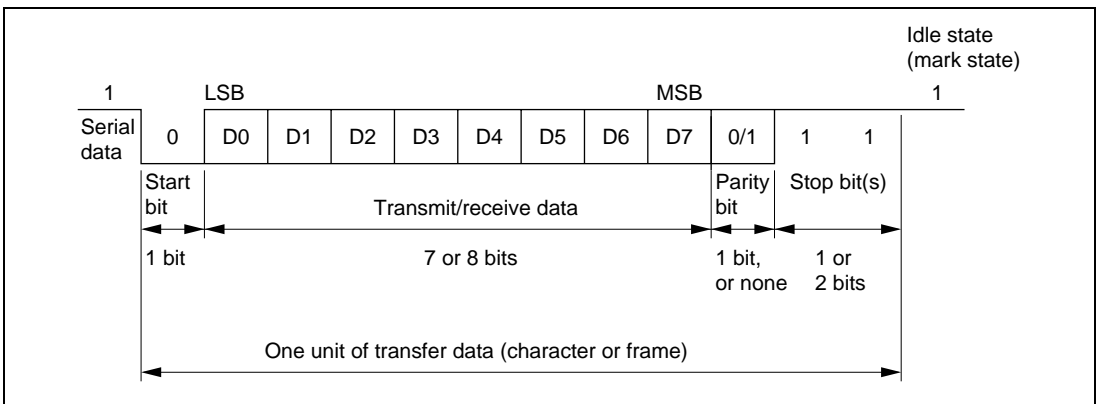 Idle state
(mark state)
1 LSB MSB 1
Serial
data
0 D0 D1 D2 D3 D4 D5 D6 D7 0/1 1 1
Start
bit
Transmit/receive data
Parity
bit
Stop bit(s)
1 bit
7 or 8 bits
1 bit,
or none
1 or
2 bits
One unit of transfer data (character or frame)